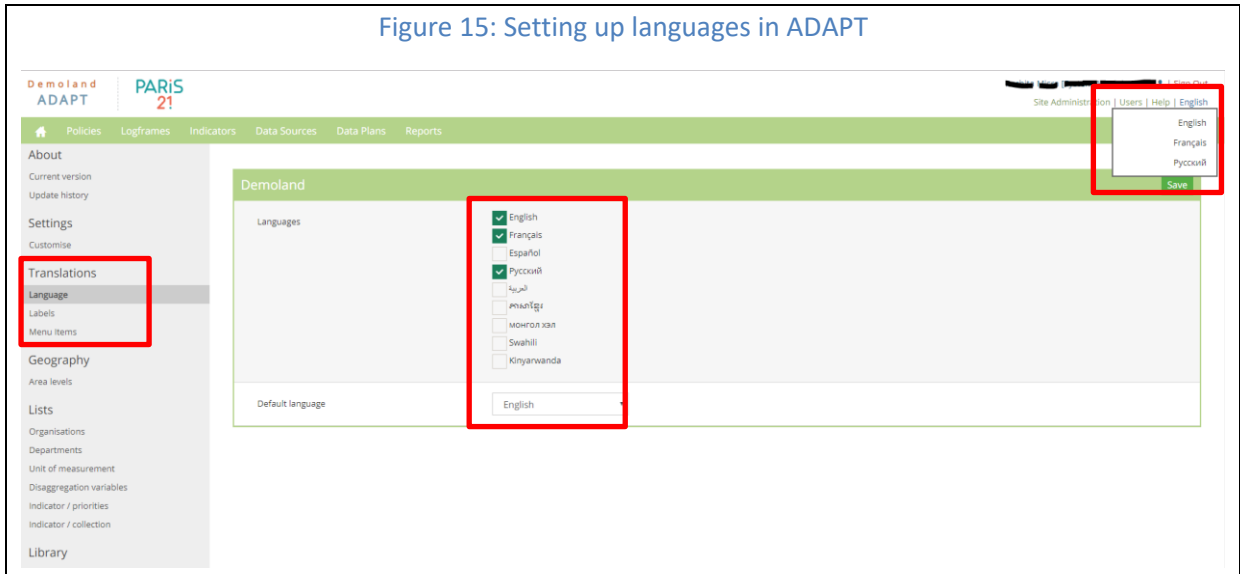 Figure 15: Setting up languages in ADAPT
Demoland
ADAPT
PARiS
21
Sign Out
Site Administration | Users | Help | English
English
Français
Русский
Policies Logframes Indicators Data Sources Data Plans Reports
About
Current version
Update history
Settings
Customise
Translations
Language
Labels
Menu Items
Geography
Area levels
Lists
Organisations
Departments
Unit of measurement
Disaggregation variables
Indicator / priorities
Indicator / collection
Library
Demoland
Save
Languages
English
Français
Español
Русский
العربية
ភាសាខ្មែរ
монгол хэл
Swahili
Kinyarwanda
Default language
English